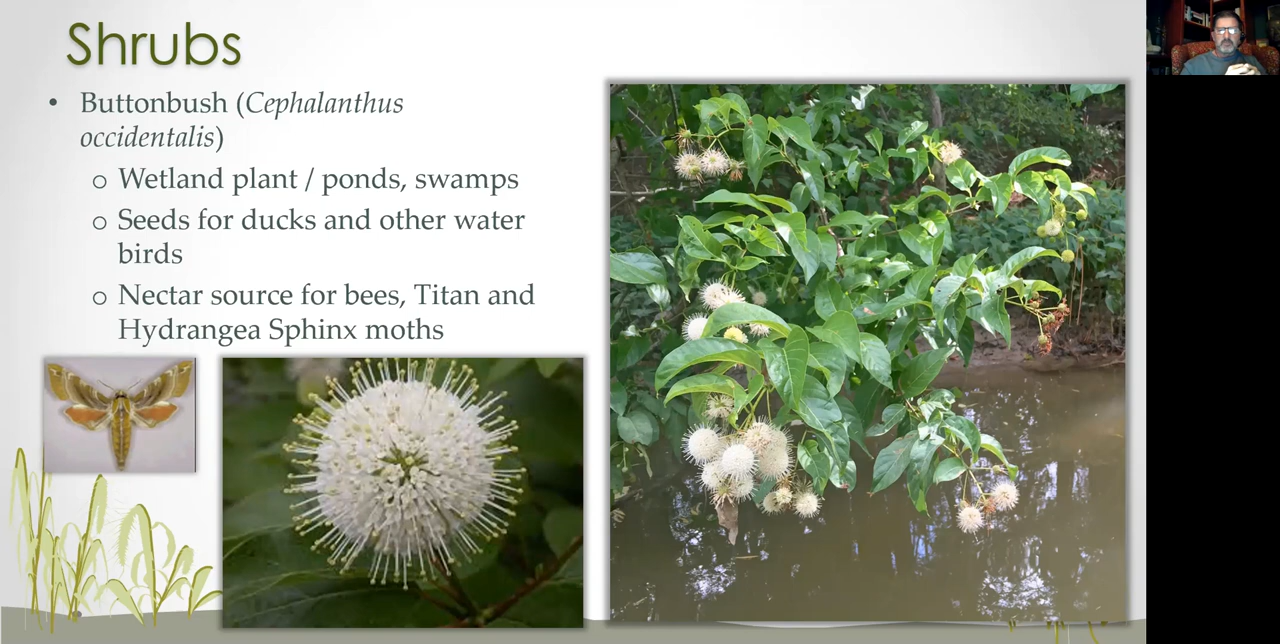 Shrubs
• Buttonbush (Cephalanthus
occidentalis)
o Wetland plant / ponds, swamps
o Seeds for ducks and other water
birds
o Nectar source for bees, Titan and
Hydrangea Sphinx moths